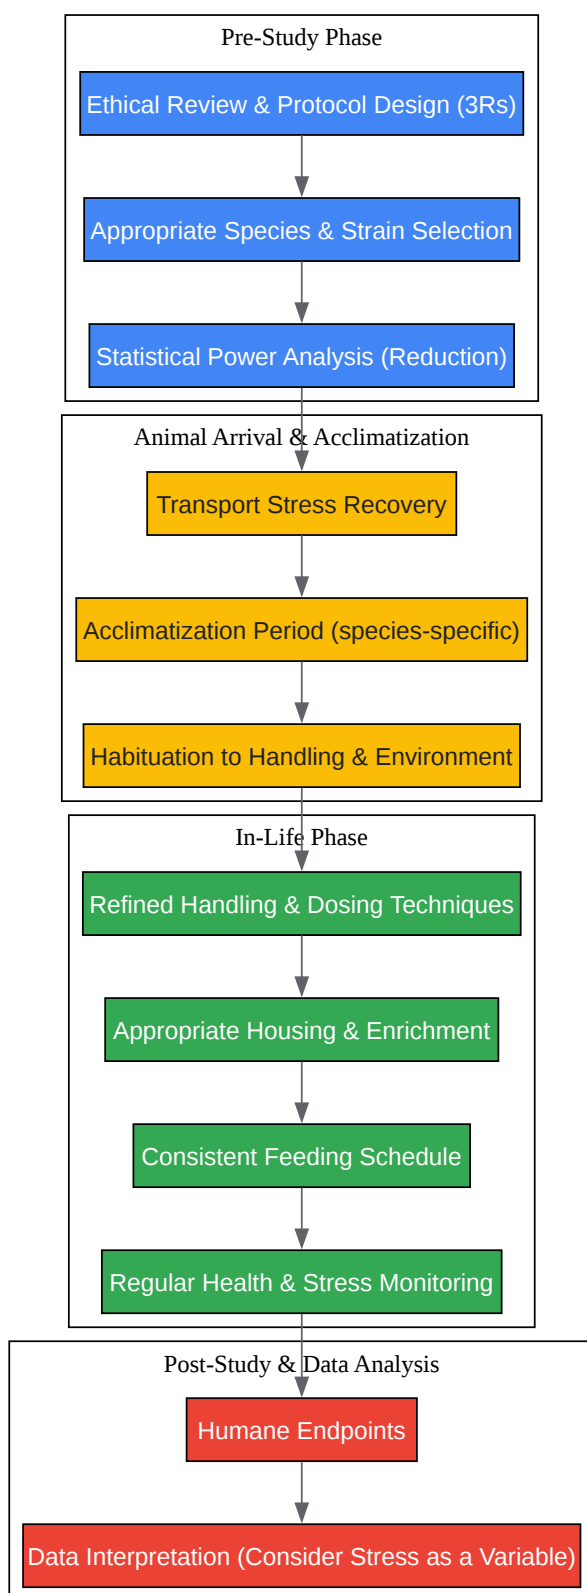 Pre-Study Phase
Ethical Review & Protocol Design (3Rs)
Appropriate Species & Strain Selection
Statistical Power Analysis (Reduction)
Animal Arrival & Acclimatization
Transport Stress Recovery
Acclimatization Period (species-specific)
Habituation to Handling & Environment
In-Life Phase
Refined Handling & Dosing Techniques
Appropriate Housing & Enrichment
Consistent Feeding Schedule
Regular Health & Stress Monitoring
Post-Study & Data Analysis
Humane Endpoints
Data Interpretation (Consider Stress as a Variable)